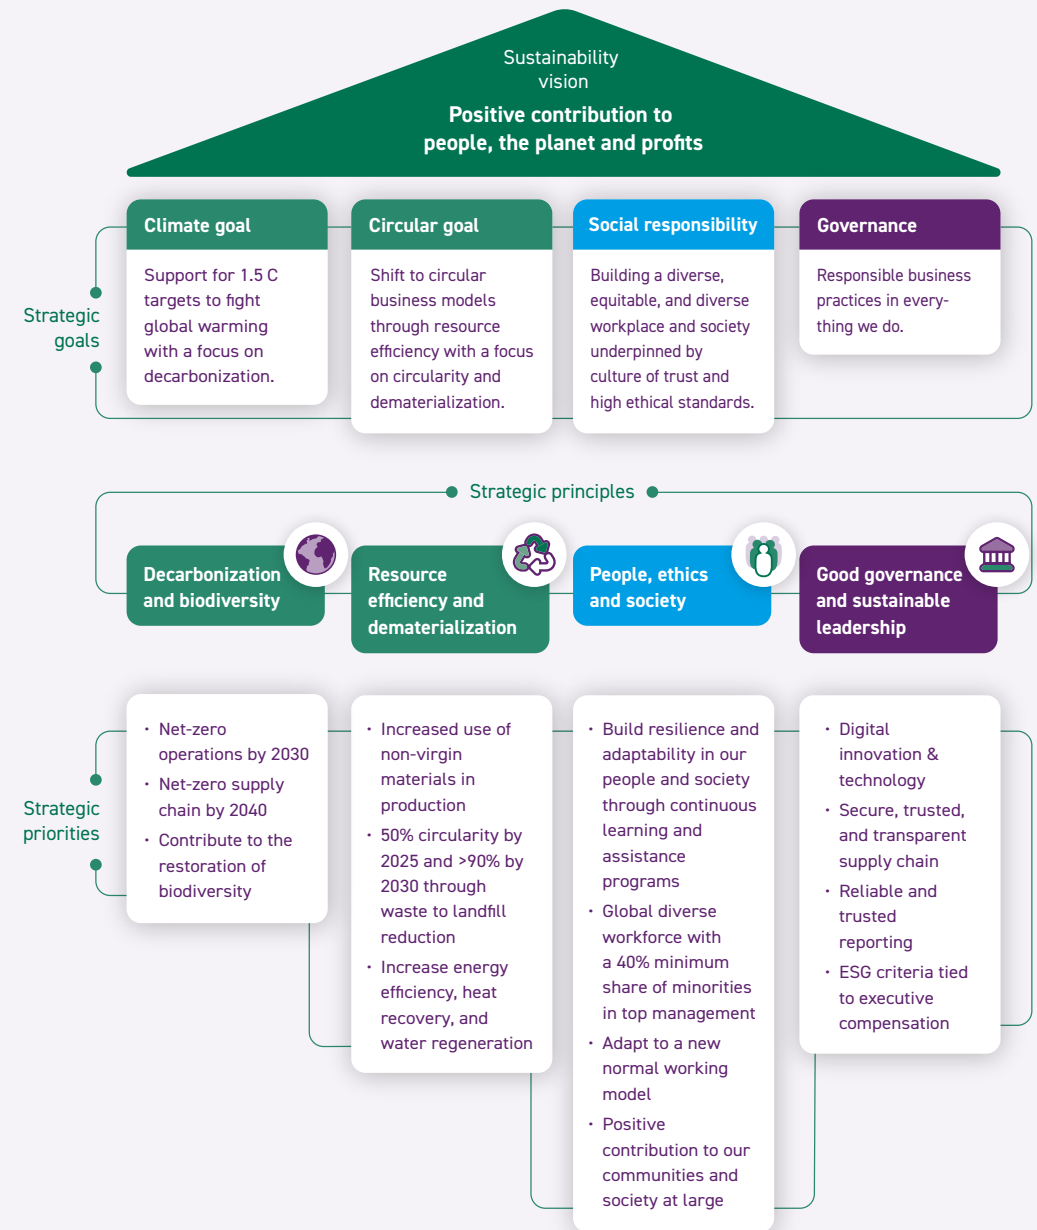 Sustainability
vision
Positive contribution to
people, the planet and profits
Strategic
goals
Climate goal
Support for 1.5 C
targets to fight
global warming
with a focus on
decarbonization.
Circular goal
Shift to circular
business models
through resource
efficiency with a focus
on circularity and
dematerialization.
Social responsibility
Building a diverse,
equitable, and diverse
workplace and society
underpinned by
culture of trust and
high ethical standards.
Governance
Responsible business
practices in every-
thing we do.
Strategic principles
Decarbonization
and biodiversity
Resource
efficiency and
dematerialization
People, ethics
and society
Good governance
and sustainable
leadership
Strategic
priorities
· Net-zero
operations by 2030
· Net-zero supply
chain by 2040
· Contribute to the
restoration of
biodiversity
· Increased use of
non-virgin
materials in
production
· 50% circularity by
2025 and >90% by
2030 through
waste to landfill
reduction
· Increase energy
efficiency, heat
recovery, and
water regeneration
· Build resilience and
adaptability in our
people and society
through continuous
learning and
assistance
programs
· Global diverse
workforce with
a 40% minimum
share of minorities
in top management
· Adapt to a new
normal working
model
· Positive
contribution to our
communities and
society at large
· Digital
innovation &
technology
· Secure, trusted,
and transparent
supply chain
· Reliable and
trusted
reporting
· ESG criteria tied
to executive
compensation